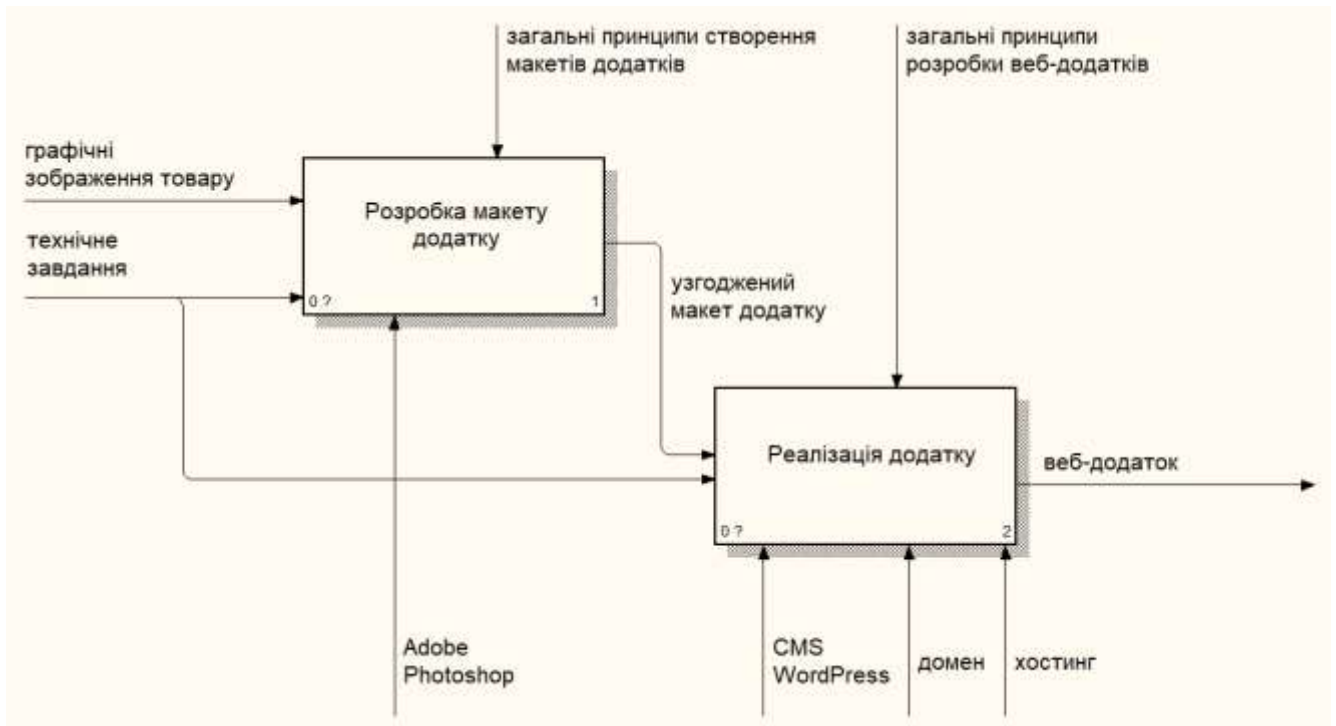 загальні принципи створення
макетів додатків
загальні принципи
розробки веб-додатків
графічні
зображення товару
Розробка макету
додатку
технічне
завдання
0 ?
1
узгоджений
макет додатку
Реалізація додатку
веб-додаток
0 ?
2
Adobe
Photoshop
CMS
WordPress
домен
хостинг